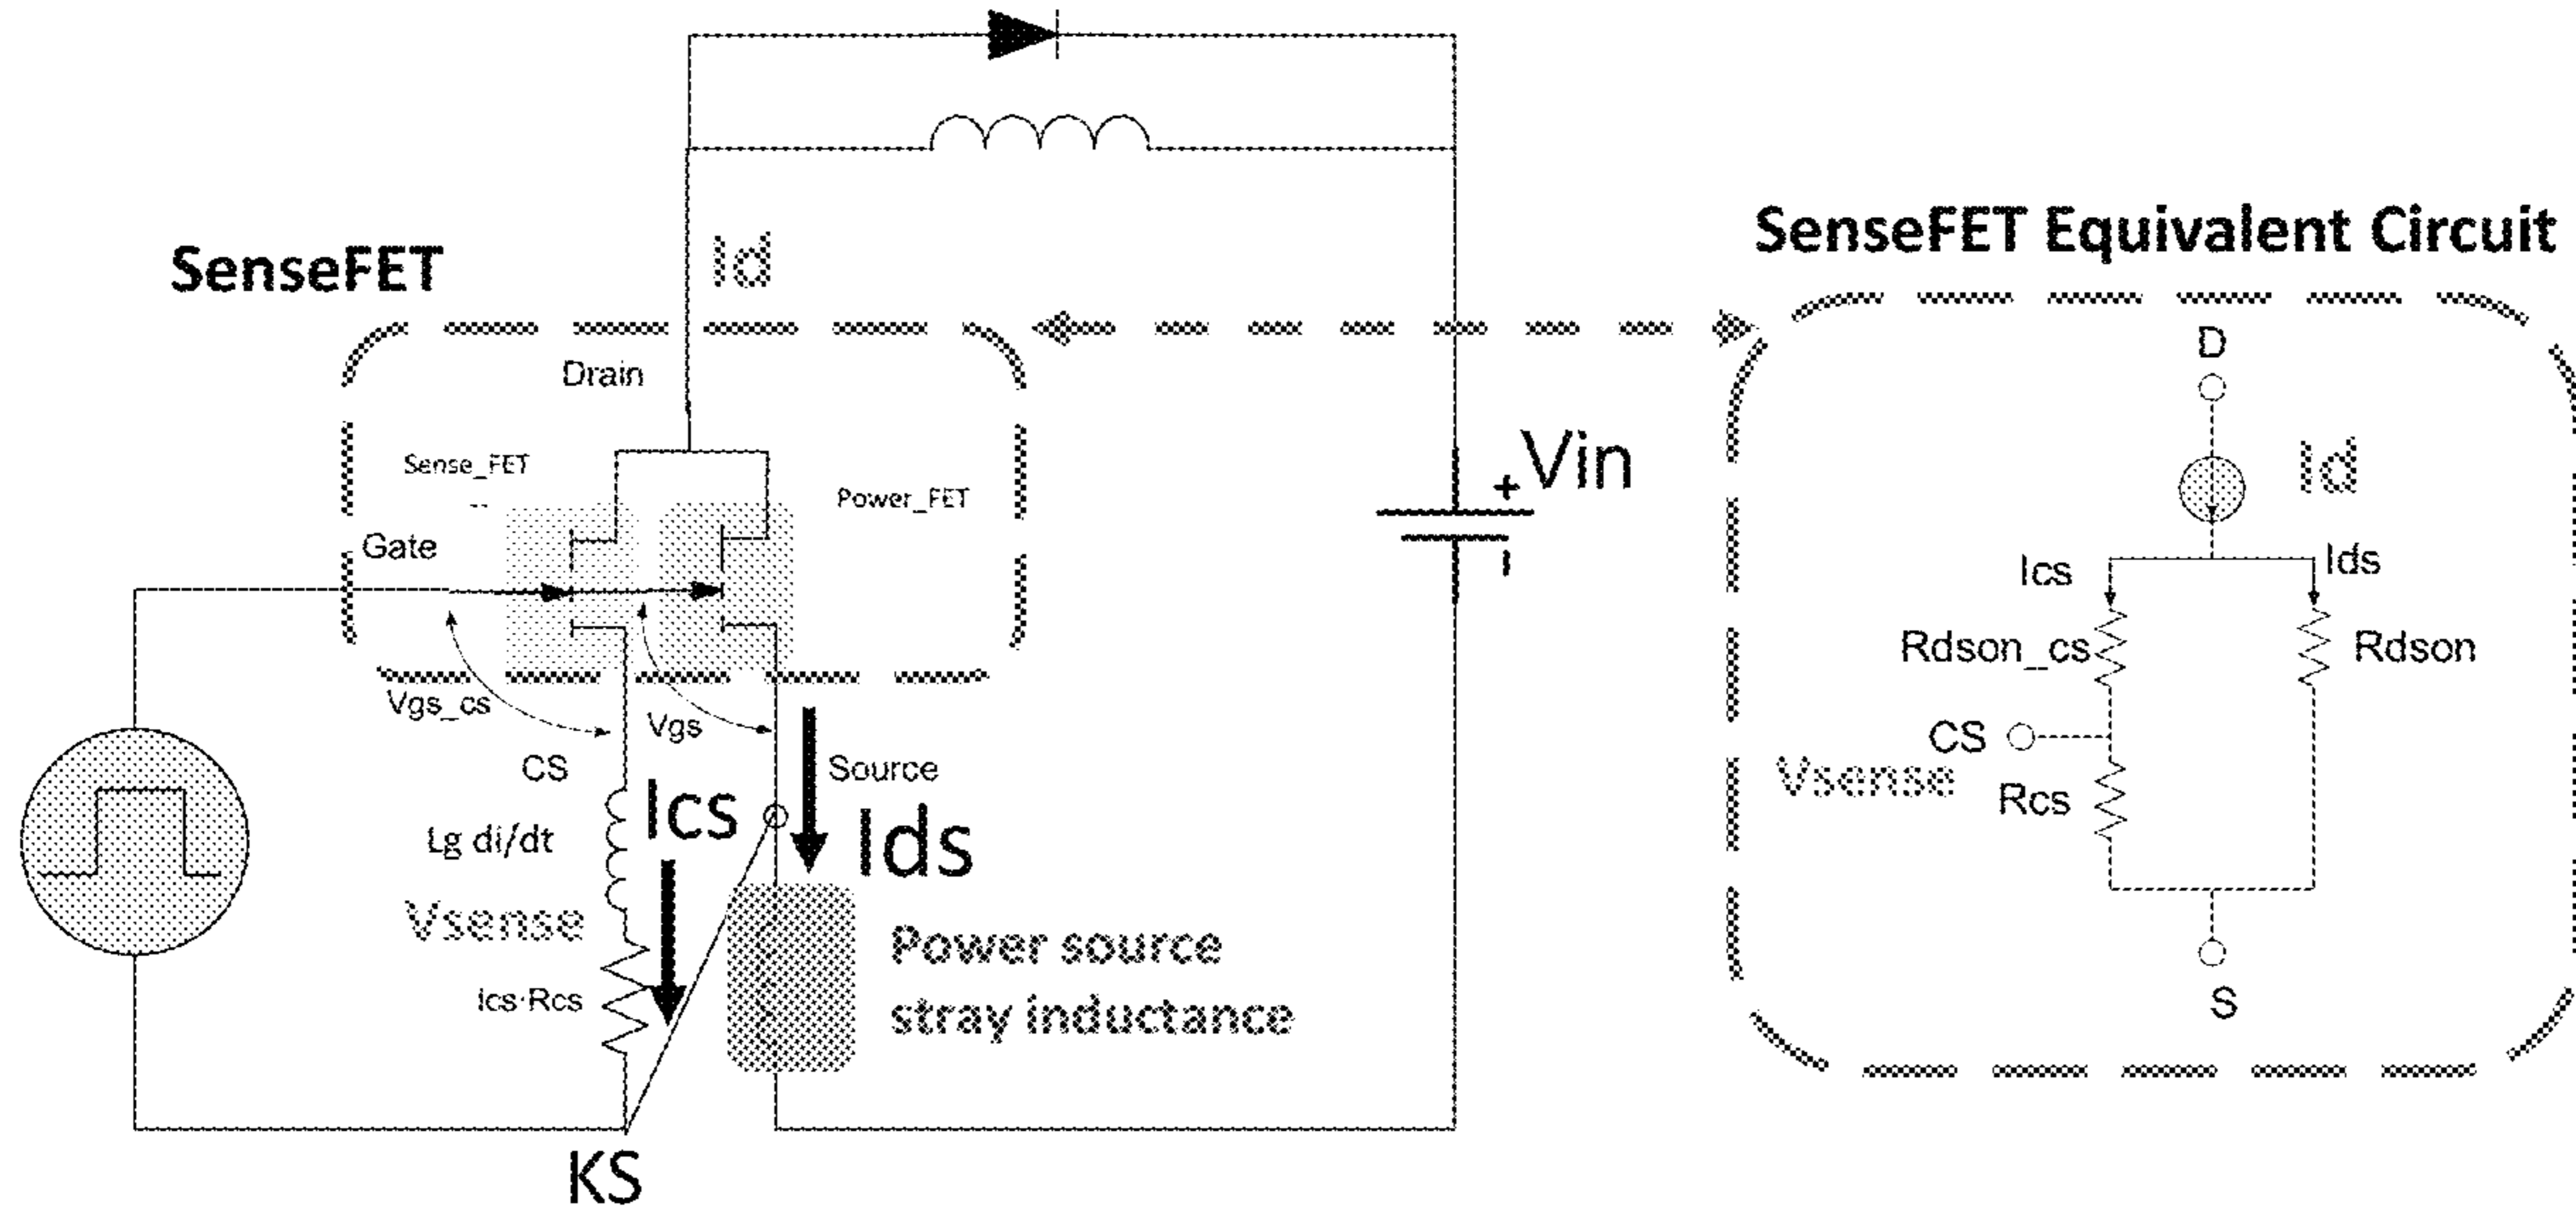 SenseFET
Id
SenseFET Equivalent Circuit
Drain
Sense_FET
Power_FET
Gate
+
Vin
-
Vgs_cs
Vgs
CS
Source
Lg di/dt
Ics
Ids
Vsense
Ics·Rcs
Power source
stray inductance
KS
D
Id
Ics
Ids
Rdson_cs
Rdson
CS
Vsense
Rcs
S